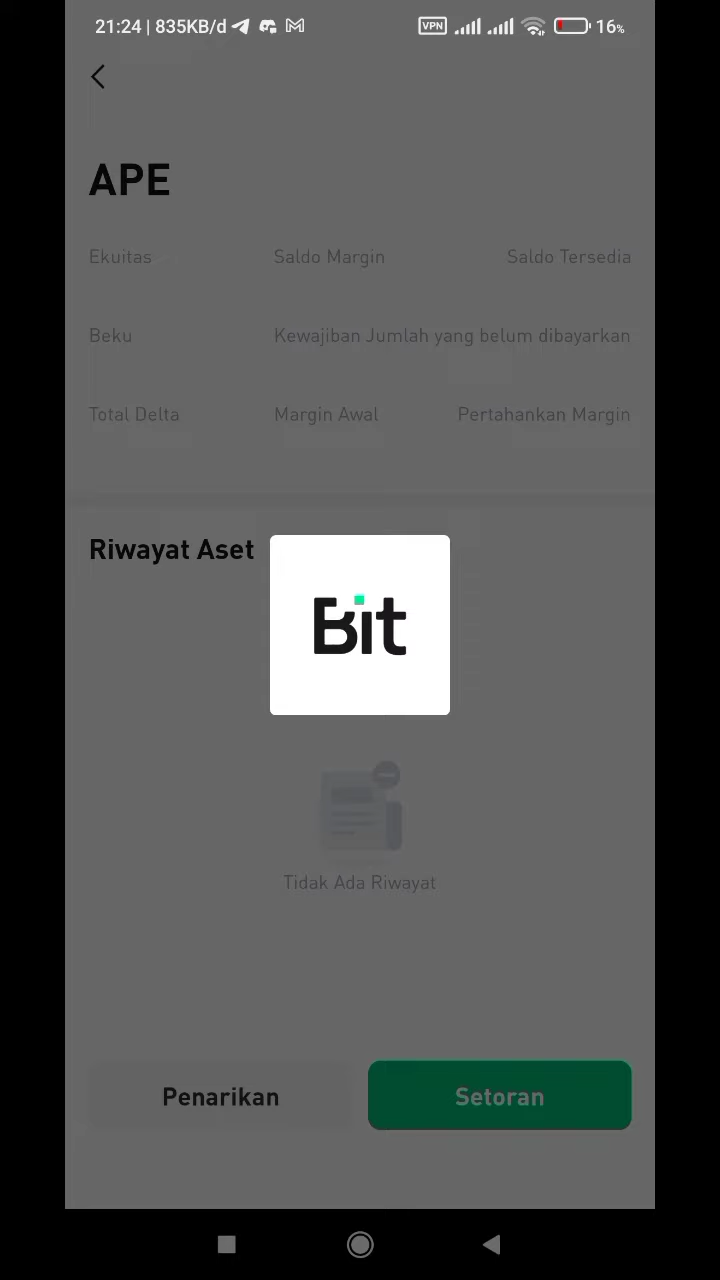 21:24 | 835KB/d VPN 16%
APE
Ekuitas Saldo Margin Saldo Tersedia
Beku Kewajiban Jumlah yang belum dibayarkan
Total Delta Margin Awal Pertahankan Margin
Riwayat Aset
Bit
Tidak Ada Riwayat
Penarikan Setoran